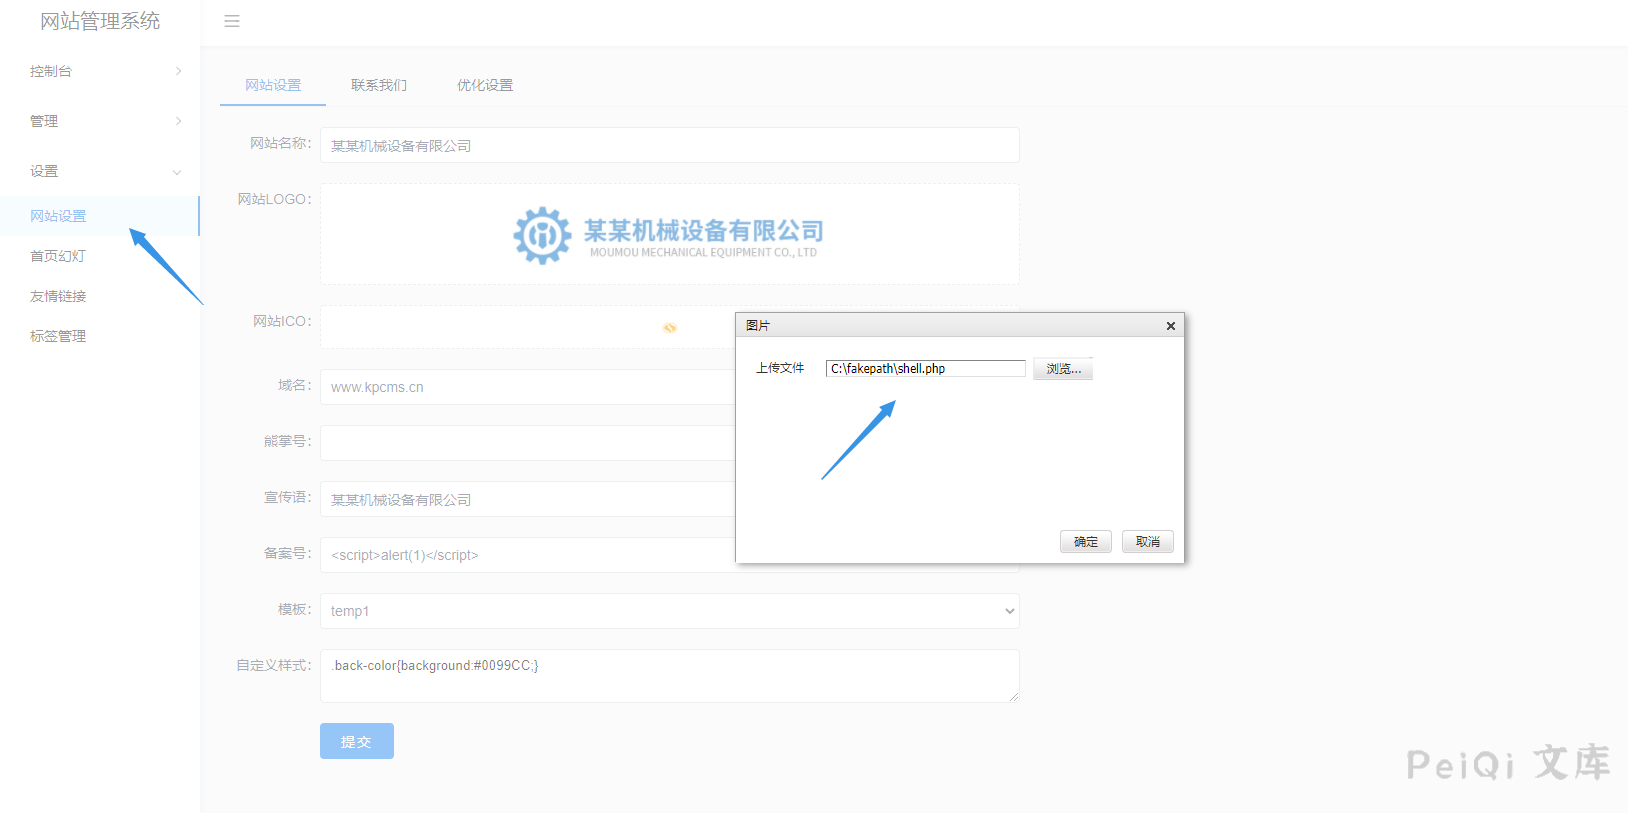 网站管理系统
控制台
管理
设置
网站设置
首页幻灯
友情链接
标签管理
网站设置
联系我们
优化设置
网站名称：
某某机械设备有限公司
网站LOGO：
某某机械设备有限公司
MOUMOU MECHANICAL EQUIPMENT CO., LTD
网站ICO：
域名：
www.kpcms.cn
熊掌号：
宣传语：
某某机械设备有限公司
备案号：
<script>alert(1)</script>
模板：
temp1
自定义样式：
.back-color{background:#0099CC;}
提交
图片
上传文件
C:\fakepath\shell.php
浏览...
确定
取消
PeiQi 文库